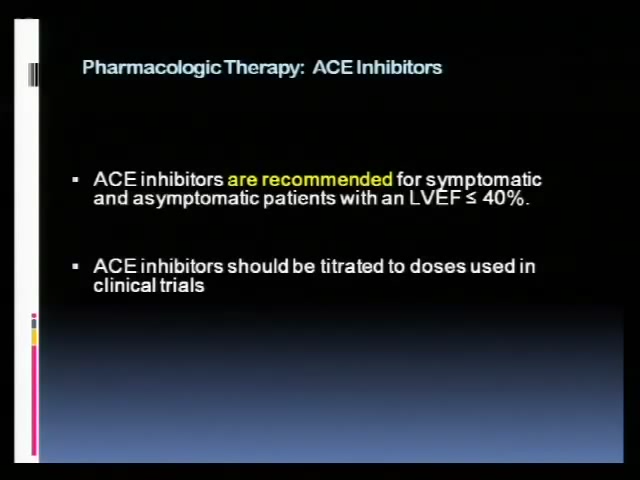 Pharmacologic Therapy: ACE Inhibitors
▪ ACE inhibitors are recommended for symptomatic
and asymptomatic patients with an LVEF ≤ 40%.
▪ ACE inhibitors should be titrated to doses used in
clinical trials